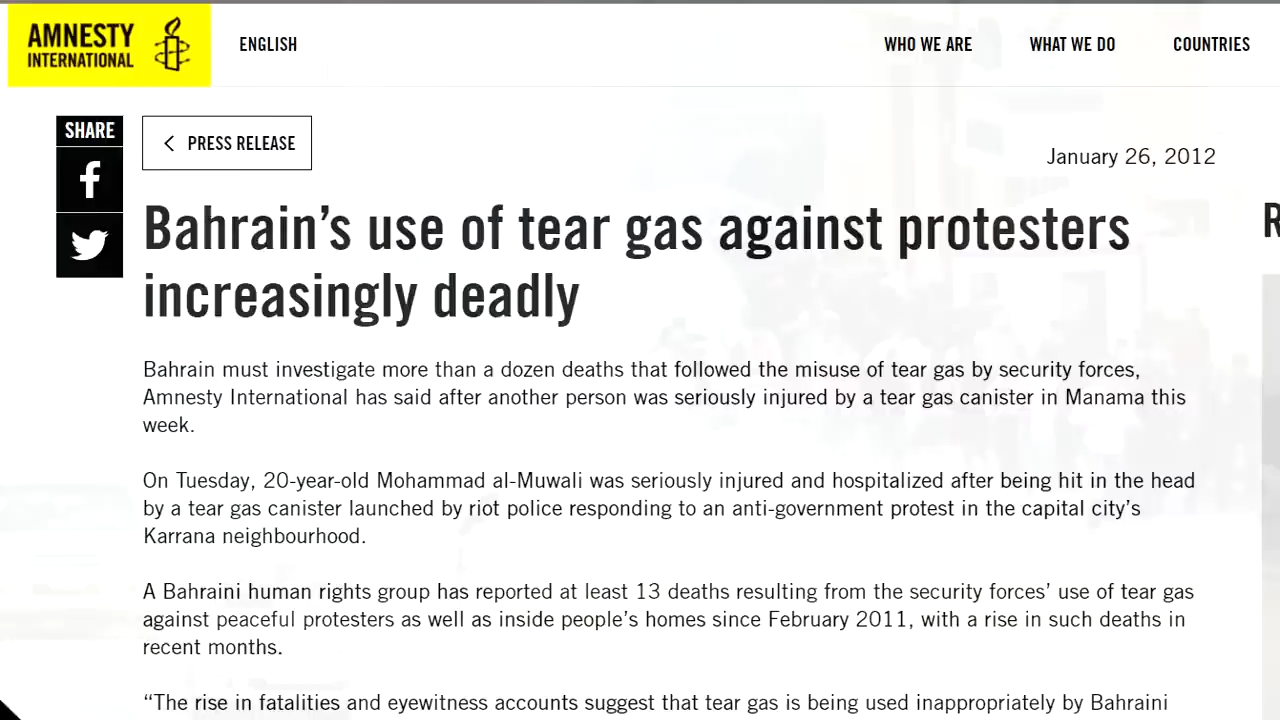 AMNESTY
INTERNATIONAL
ENGLISH
WHO WE ARE
WHAT WE DO
COUNTRIES
SHARE
PRESS RELEASE
January 26, 2012
Bahrain’s use of tear gas against protesters
increasingly deadly
R
Bahrain must investigate more than a dozen deaths that followed the misuse of tear gas by security forces,
Amnesty International has said after another person was seriously injured by a tear gas canister in Manama this
week.
On Tuesday, 20-year-old Mohammad al-Muwali was seriously injured and hospitalized after being hit in the head
by a tear gas canister launched by riot police responding to an anti-government protest in the capital city’s
Karrana neighbourhood.
A Bahraini human rights group has reported at least 13 deaths resulting from the security forces’ use of tear gas
against peaceful protesters as well as inside people’s homes since February 2011, with a rise in such deaths in
recent months.
“The rise in fatalities and eyewitness accounts suggest that tear gas is being used inappropriately by Bahraini